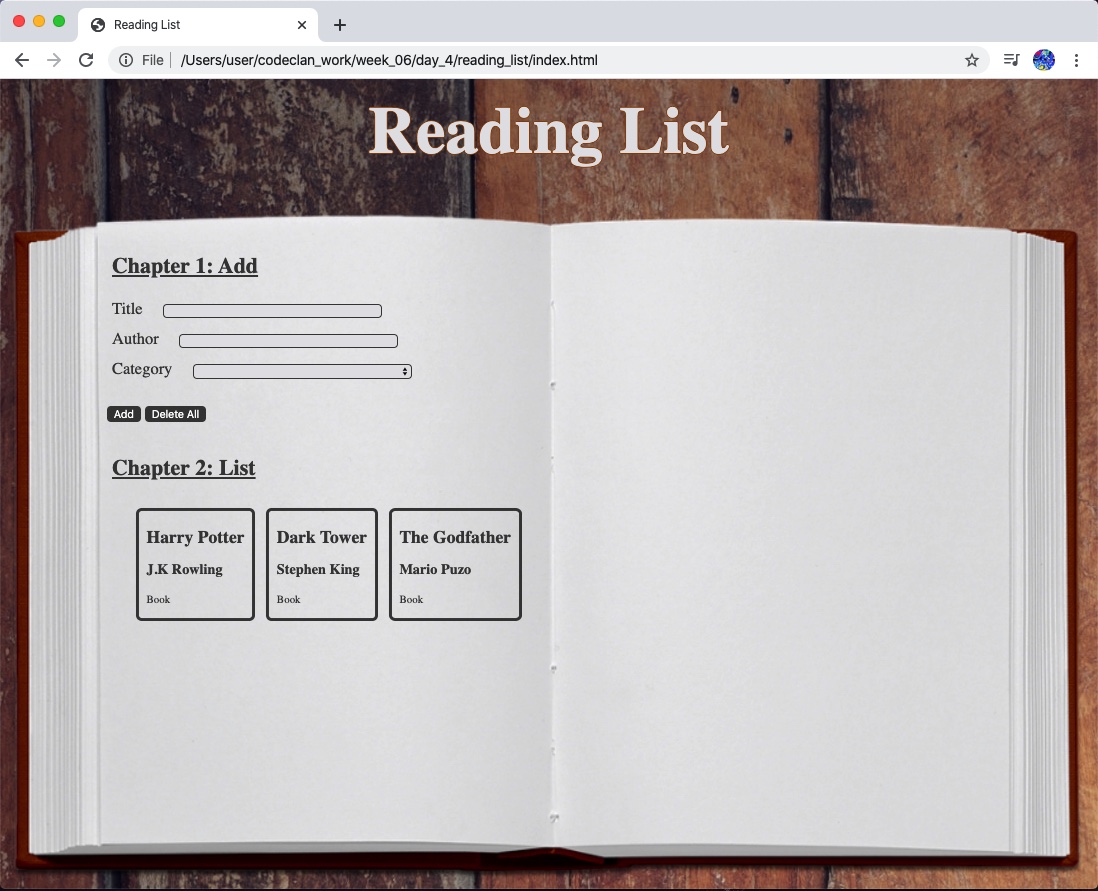 Reading List
File
/Users/user/codeclan_work/week_06/day_4/reading_list/index.html
Reading List
Chapter 1: Add
Title
Author
Category
Add Delete All
Chapter 2: List
Harry Potter
J.K Rowling
Book
Dark Tower
Stephen King
Book
The Godfather
Mario Puzo
Book